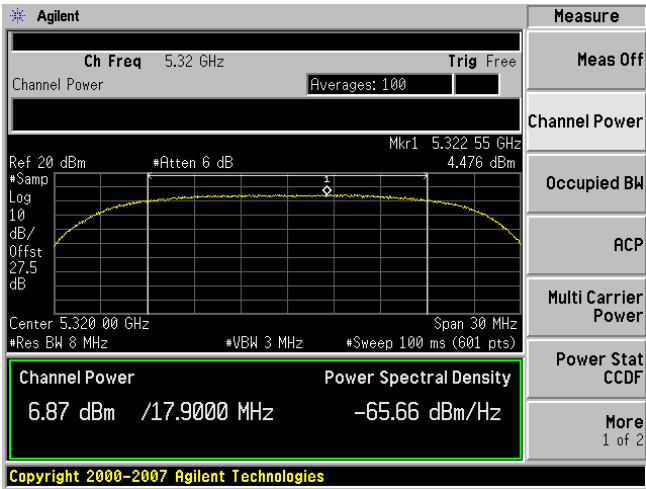 Agilent
Measure
Ch Freq 5.32 GHz Trig Free
Channel Power Averages: 100
Mkr1 5.322 55 GHz
Ref 20 dBm #Atten 6 dB 4.476 dBm
#Samp
Log
10
dB/
Offst
27.5
dB
1
Center 5.320 00 GHz Span 30 MHz
#Res BW 8 MHz #VBW 3 MHz #Sweep 100 ms (601 pts)
Channel Power Power Spectral Density
6.87 dBm /17.9000 MHz -65.66 dBm/Hz
Meas Off
Channel Power
Occupied BW
ACP
Multi Carrier
Power
Power Stat
CCDF
More
1 of 2
Copyright 2000-2007 Agilent Technologies